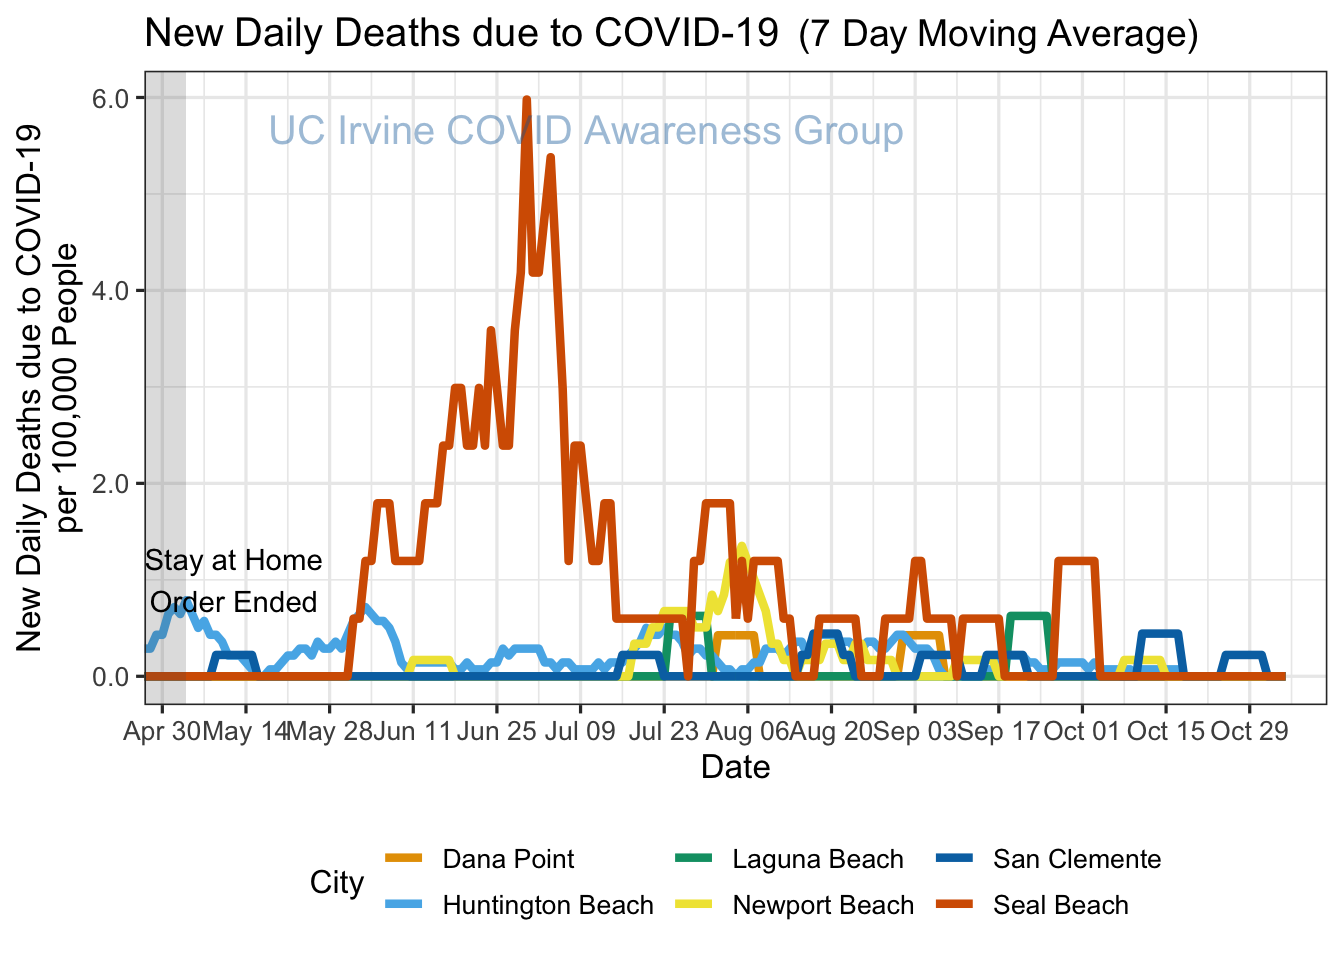 New Daily Deaths due to COVID-19 (7 Day Moving Average)
UC Irvine COVID Awareness Group
New Daily Deaths due to COVID-19
per 100,000 People
6.0
4.0
2.0
0.0
Stay at Home
Order Ended
Apr 30 May 14 May 28 Jun 11 Jun 25 Jul 09 Jul 23 Aug 06 Aug 20 Sep 03 Sep 17 Oct 01 Oct 15 Oct 29
Date
City
Dana Point Laguna Beach San Clemente
Huntington Beach Newport Beach Seal Beach